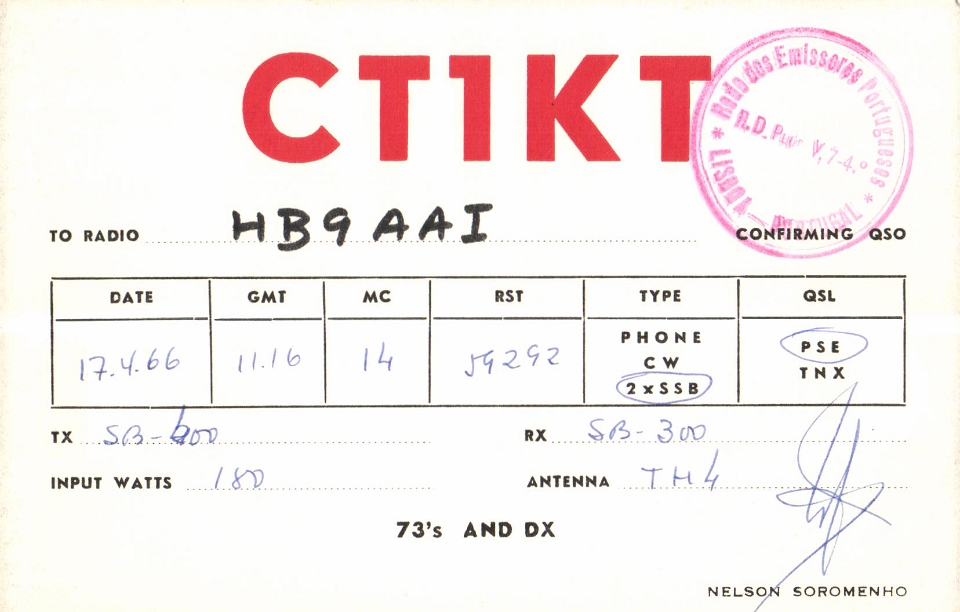 CT1KT
Rede dos Emissores Portugueses
R.D. V, 7-4.º
* LISBOA — PORTUGAL *
TO RADIO HB9AAI CONFIRMING QSO
DATE GMT MC RST TYPE QSL
17.4.66 11.16 14 59292 PHONE PSE
CW TNX
2 x SSB
TX SB-400 RX SB-300
INPUT WATTS 180 ANTENNA TH4
73's AND DX
NELSON SOROMENHO